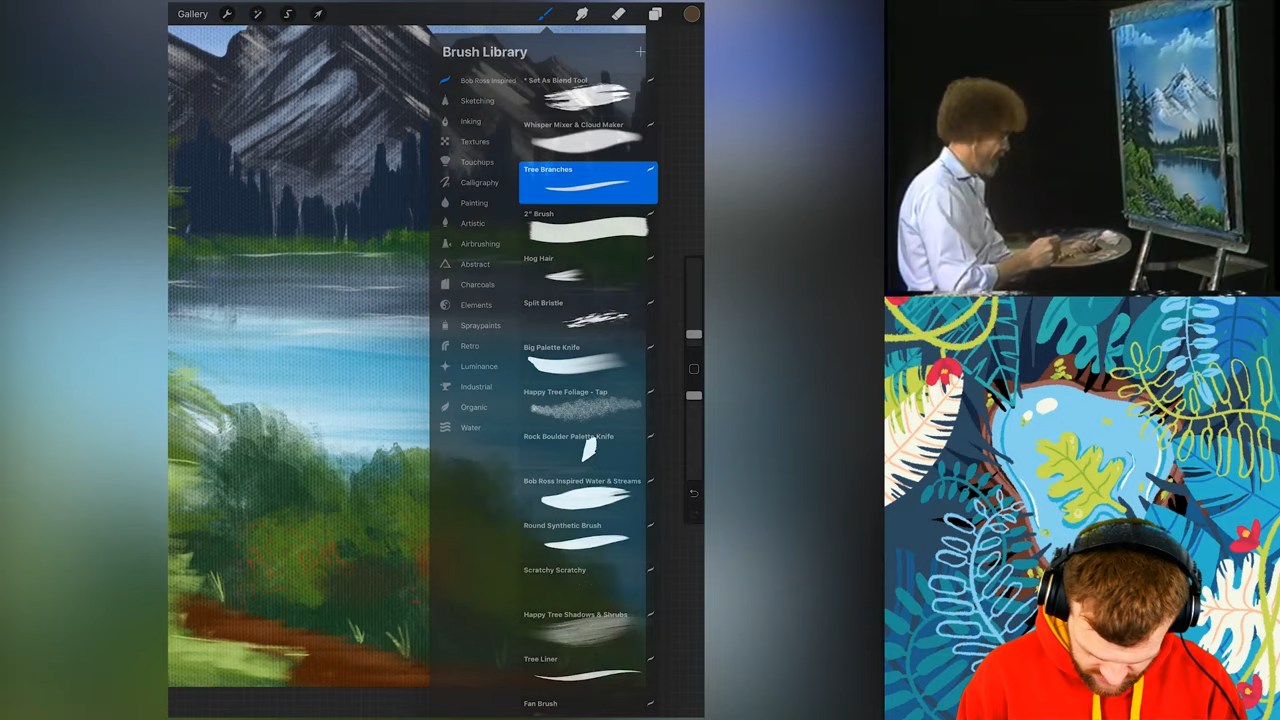 Gallery
Brush Library
Bob Ross Inspired
Sketching
Inking
Textures
Touchups
Calligraphy
Painting
Artistic
Airbrushing
Abstract
Charcoals
Elements
Spraypaints
Retro
Luminance
Industrial
Organic
Water
* Set As Blend Tool
Whisper Mixer & Cloud Maker
Tree Branches
2" Brush
Hog Hair
Split Bristle
Big Palette Knife
Happy Tree Foliage - Tap
Rock Boulder Palette Knife
Bob Ross Inspired Water & Streams
Round Synthetic Brush
Scratchy Scratchy
Happy Tree Shadows & Shrubs
Tree Liner
Fan Brush